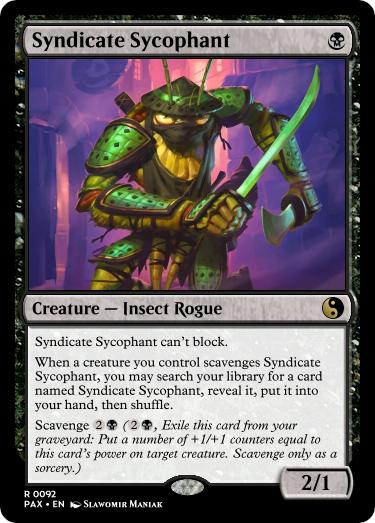 Syndicate Sycophant
Creature — Insect Rogue
Syndicate Sycophant can't block.
When a creature you control scavenges Syndicate
Sycophant, you may search your library for a card
named Syndicate Sycophant, reveal it, put it into
your hand, then shuffle.
Scavenge 2 ( 2 , Exile this card from your
graveyard: Put a number of +1/+1 counters equal to
this card's power on target creature. Scavenge only as a
sorcery.)
2/1
R 0092
PAX • EN Slawomir Maniak